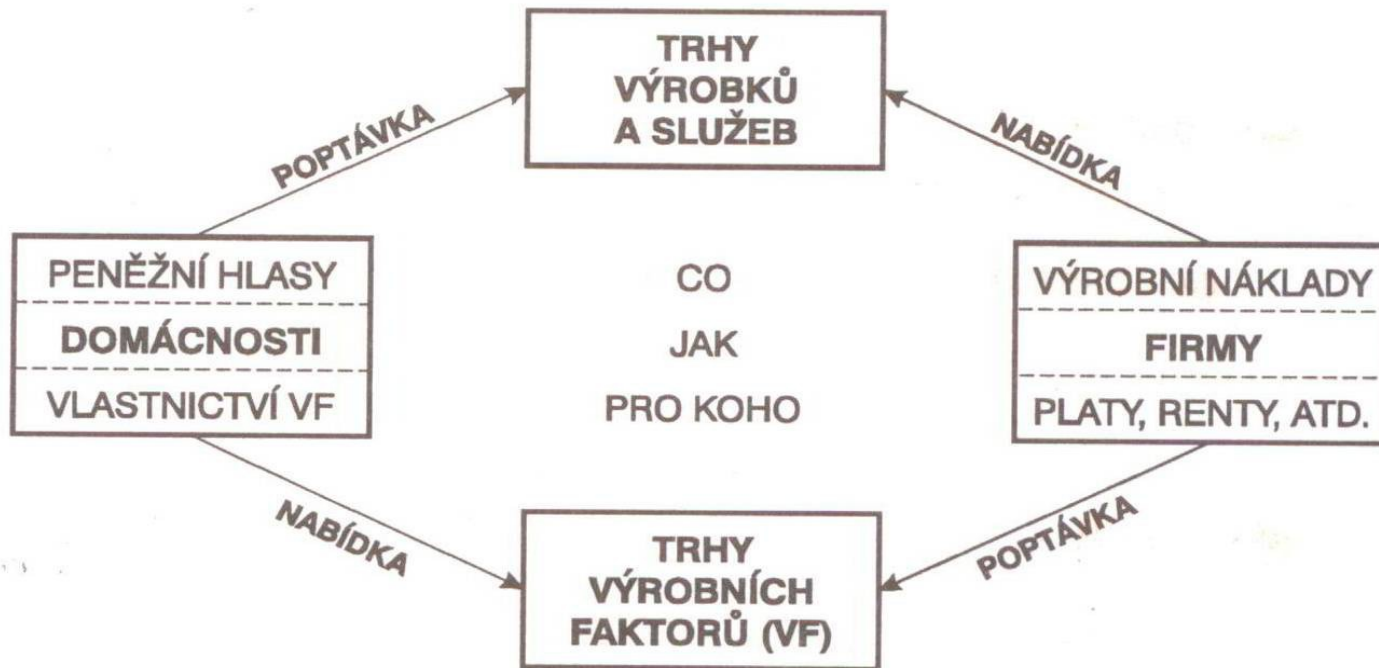 TRHY
VÝROBKŮ
A SLUŽEB
POPTÁVKA
NABÍDKA
PENĚŽNÍ HLASY
DOMÁCNOSTI
VLASTNICTVÍ VF
CO
JAK
PRO KOHO
VÝROBNÍ NÁKLADY
FIRMY
PLATY, RENTY, ATD.
NABÍDKA
POPTÁVKA
TRHY
VÝROBNÍCH
FAKTORŮ (VF)